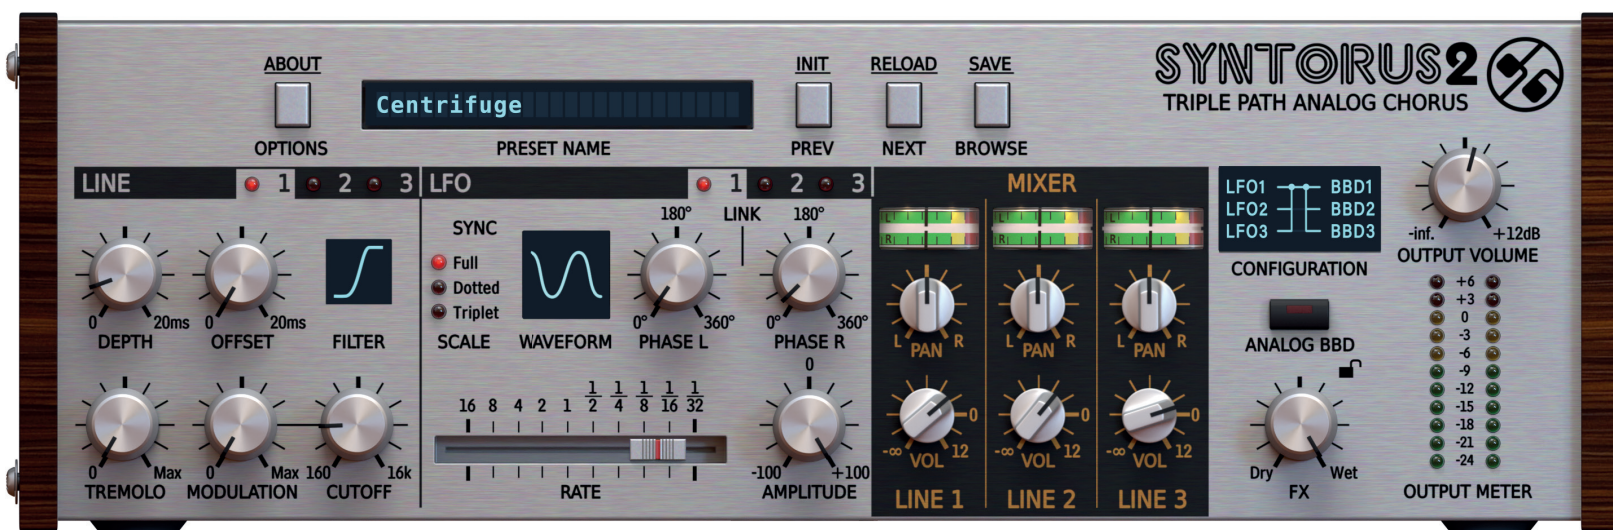 SYNTORUS2
TRIPLE PATH ANALOG CHORUS
ABOUT
OPTIONS
Centrifuge
PRESET NAME
INIT
PREV
RELOAD
NEXT
SAVE
BROWSE
LINE 1 2 3
0 20ms
DEPTH
0 20ms
OFFSET
FILTER
0 Max
TREMOLO
0 Max
MODULATION
160 16k
CUTOFF
LFO 1 2 3
SYNC
Full
Dotted
Triplet
SCALE
WAVEFORM
180°
0° 360°
PHASE L
LINK
180°
0° 360°
PHASE R
16 8 4 2 1 1/2 1/4 1/8 1/16 1/32
RATE
0
-100 +100
AMPLITUDE
MIXER
L
R
L PAN R
0
-∞ VOL 12
LINE 1
L
R
L PAN R
0
-∞ VOL 12
LINE 2
L
R
L PAN R
0
-∞ VOL 12
LINE 3
LFO1 BBD1
LFO2 BBD2
LFO3 BBD3
CONFIGURATION
ANALOG BBD
Dry Wet
FX
-inf. +12dB
OUTPUT VOLUME
+6
+3
0
-3
-6
-9
-12
-15
-18
-21
-24
OUTPUT METER